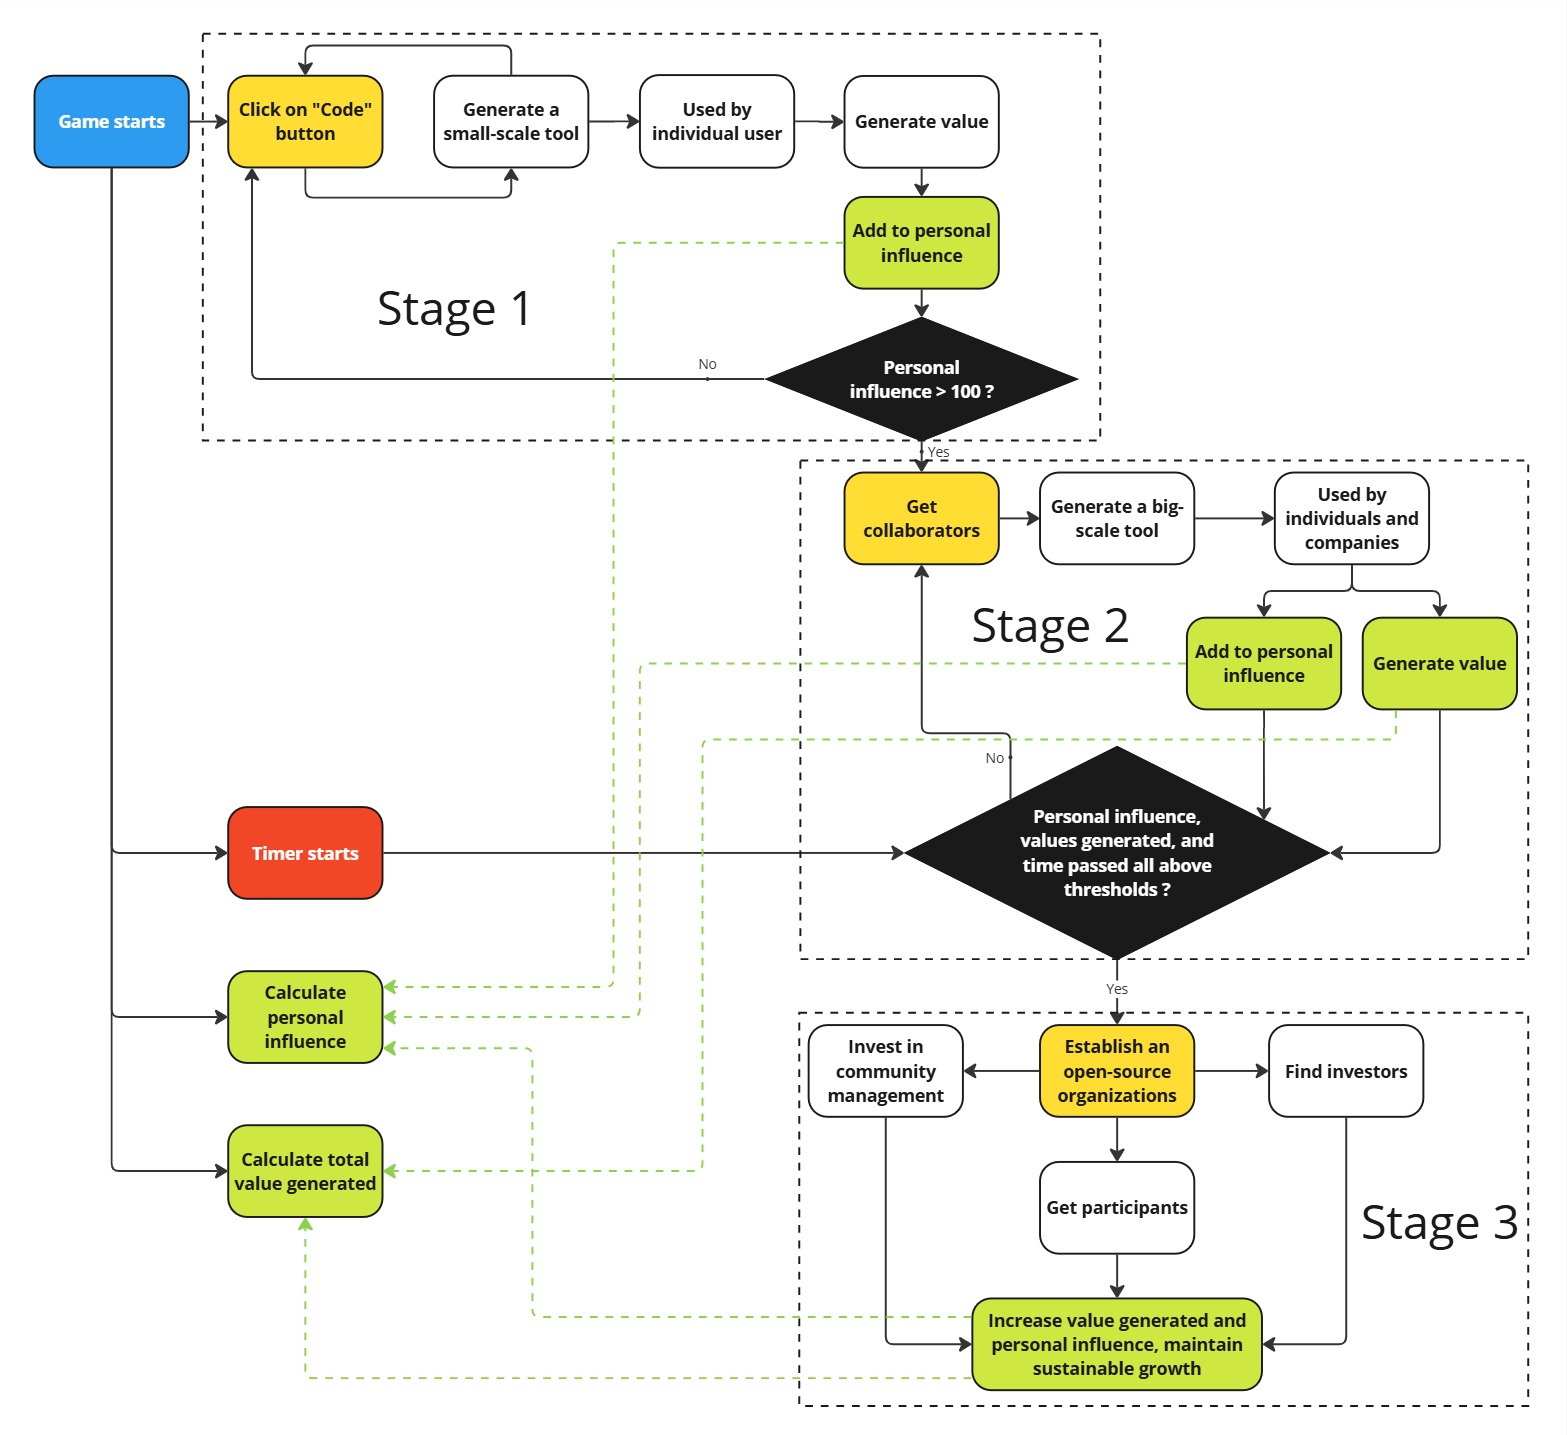 Game starts
Click on "Code"
button
Generate a
small-scale tool
Used by
individual user
Generate value
Add to personal
influence
Stage 1
No
Personal
influence > 100 ?
Yes
Get
collaborators
Generate a big-
scale tool
Used by
individuals and
companies
Stage 2
Add to personal
influence
Generate value
No
Personal influence,
values generated, and
time passed all above
thresholds ?
Timer starts
Calculate
personal
influence
Yes
Invest in
community
management
Establish an
open-source
organizations
Find investors
Calculate total
value generated
Get participants
Stage 3
Increase value generated and
personal influence, maintain
sustainable growth